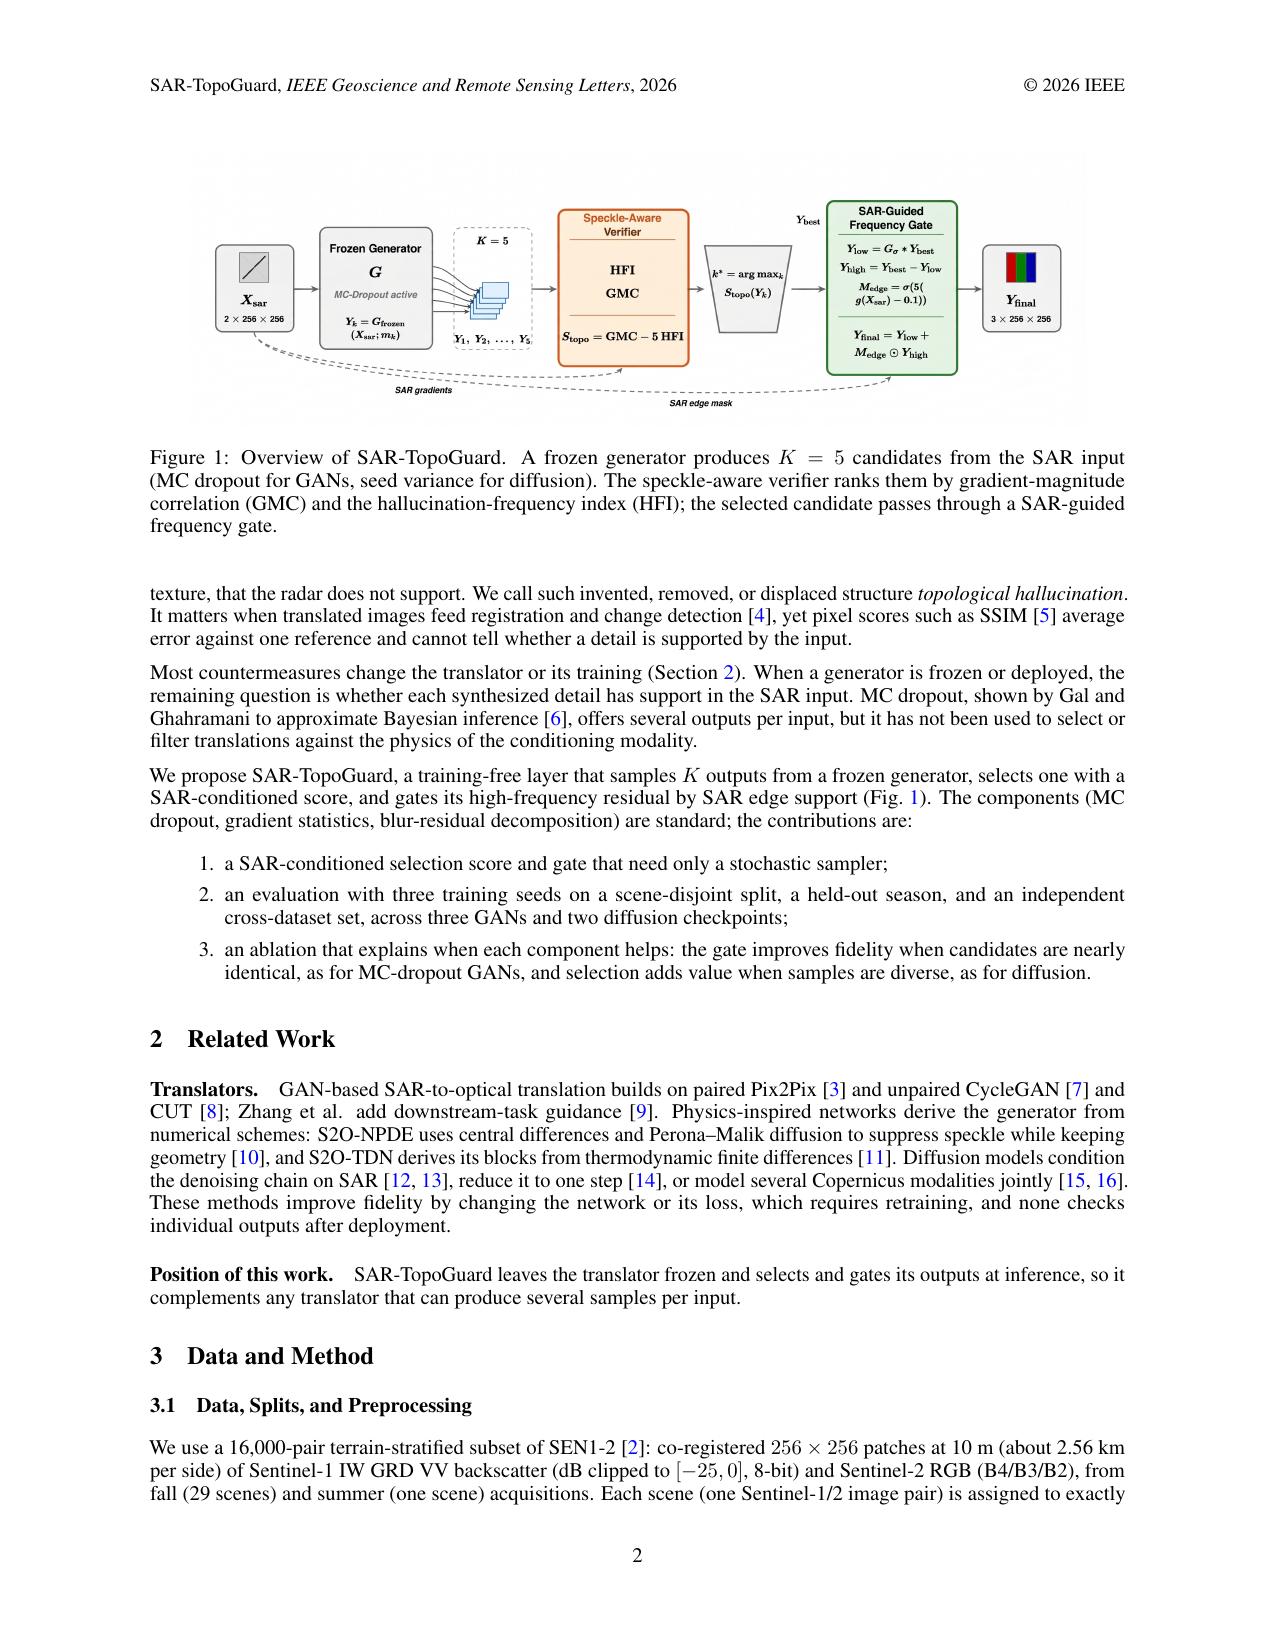 SAR-TopoGuard, IEEE Geoscience and Remote Sensing Letters, 2026 © 2026 IEEE
X_sar
2 × 256 × 256
Frozen Generator
G
MC-Dropout active
Y_k = G_frozen
(X_sar; m_k)
K = 5
Y_1, Y_2, ..., Y_5
Speckle-Aware
Verifier
HFI
GMC
S_topo = GMC − 5 HFI
k* = arg max_k
S_topo(Y_k)
Y_best
SAR-Guided
Frequency Gate
Y_low = G_σ * Y_best
Y_high = Y_best − Y_low
M_edge = σ(5(
g(X_sar) − 0.1))
Y_final = Y_low +
M_edge ⊙ Y_high
Y_final
3 × 256 × 256
SAR gradients
SAR edge mask
Figure 1: Overview of SAR-TopoGuard. A frozen generator produces K = 5 candidates from the SAR input
(MC dropout for GANs, seed variance for diffusion). The speckle-aware verifier ranks them by gradient-magnitude
correlation (GMC) and the hallucination-frequency index (HFI); the selected candidate passes through a SAR-guided
frequency gate.
texture, that the radar does not support. We call such invented, removed, or displaced structure topological hallucination.
It matters when translated images feed registration and change detection [4], yet pixel scores such as SSIM [5] average
error against one reference and cannot tell whether a detail is supported by the input.
Most countermeasures change the translator or its training (Section 2). When a generator is frozen or deployed, the
remaining question is whether each synthesized detail has support in the SAR input. MC dropout, shown by Gal and
Ghahramani to approximate Bayesian inference [6], offers several outputs per input, but it has not been used to select or
filter translations against the physics of the conditioning modality.
We propose SAR-TopoGuard, a training-free layer that samples K outputs from a frozen generator, selects one with a
SAR-conditioned score, and gates its high-frequency residual by SAR edge support (Fig. 1). The components (MC
dropout, gradient statistics, blur-residual decomposition) are standard; the contributions are:
1. a SAR-conditioned selection score and gate that need only a stochastic sampler;
2. an evaluation with three training seeds on a scene-disjoint split, a held-out season, and an independent
cross-dataset set, across three GANs and two diffusion checkpoints;
3. an ablation that explains when each component helps: the gate improves fidelity when candidates are nearly
identical, as for MC-dropout GANs, and selection adds value when samples are diverse, as for diffusion.
2 Related Work
Translators. GAN-based SAR-to-optical translation builds on paired Pix2Pix [3] and unpaired CycleGAN [7] and
CUT [8]; Zhang et al. add downstream-task guidance [9]. Physics-inspired networks derive the generator from
numerical schemes: S2O-NPDE uses central differences and Perona–Malik diffusion to suppress speckle while keeping
geometry [10], and S2O-TDN derives its blocks from thermodynamic finite differences [11]. Diffusion models condition
the denoising chain on SAR [12, 13], reduce it to one step [14], or model several Copernicus modalities jointly [15, 16].
These methods improve fidelity by changing the network or its loss, which requires retraining, and none checks
individual outputs after deployment.
Position of this work. SAR-TopoGuard leaves the translator frozen and selects and gates its outputs at inference, so it
complements any translator that can produce several samples per input.
3 Data and Method
3.1 Data, Splits, and Preprocessing
We use a 16,000-pair terrain-stratified subset of SEN1-2 [2]: co-registered 256 × 256 patches at 10 m (about 2.56 km
per side) of Sentinel-1 IW GRD VV backscatter (dB clipped to [−25, 0], 8-bit) and Sentinel-2 RGB (B4/B3/B2), from
fall (29 scenes) and summer (one scene) acquisitions. Each scene (one Sentinel-1/2 image pair) is assigned to exactly
2